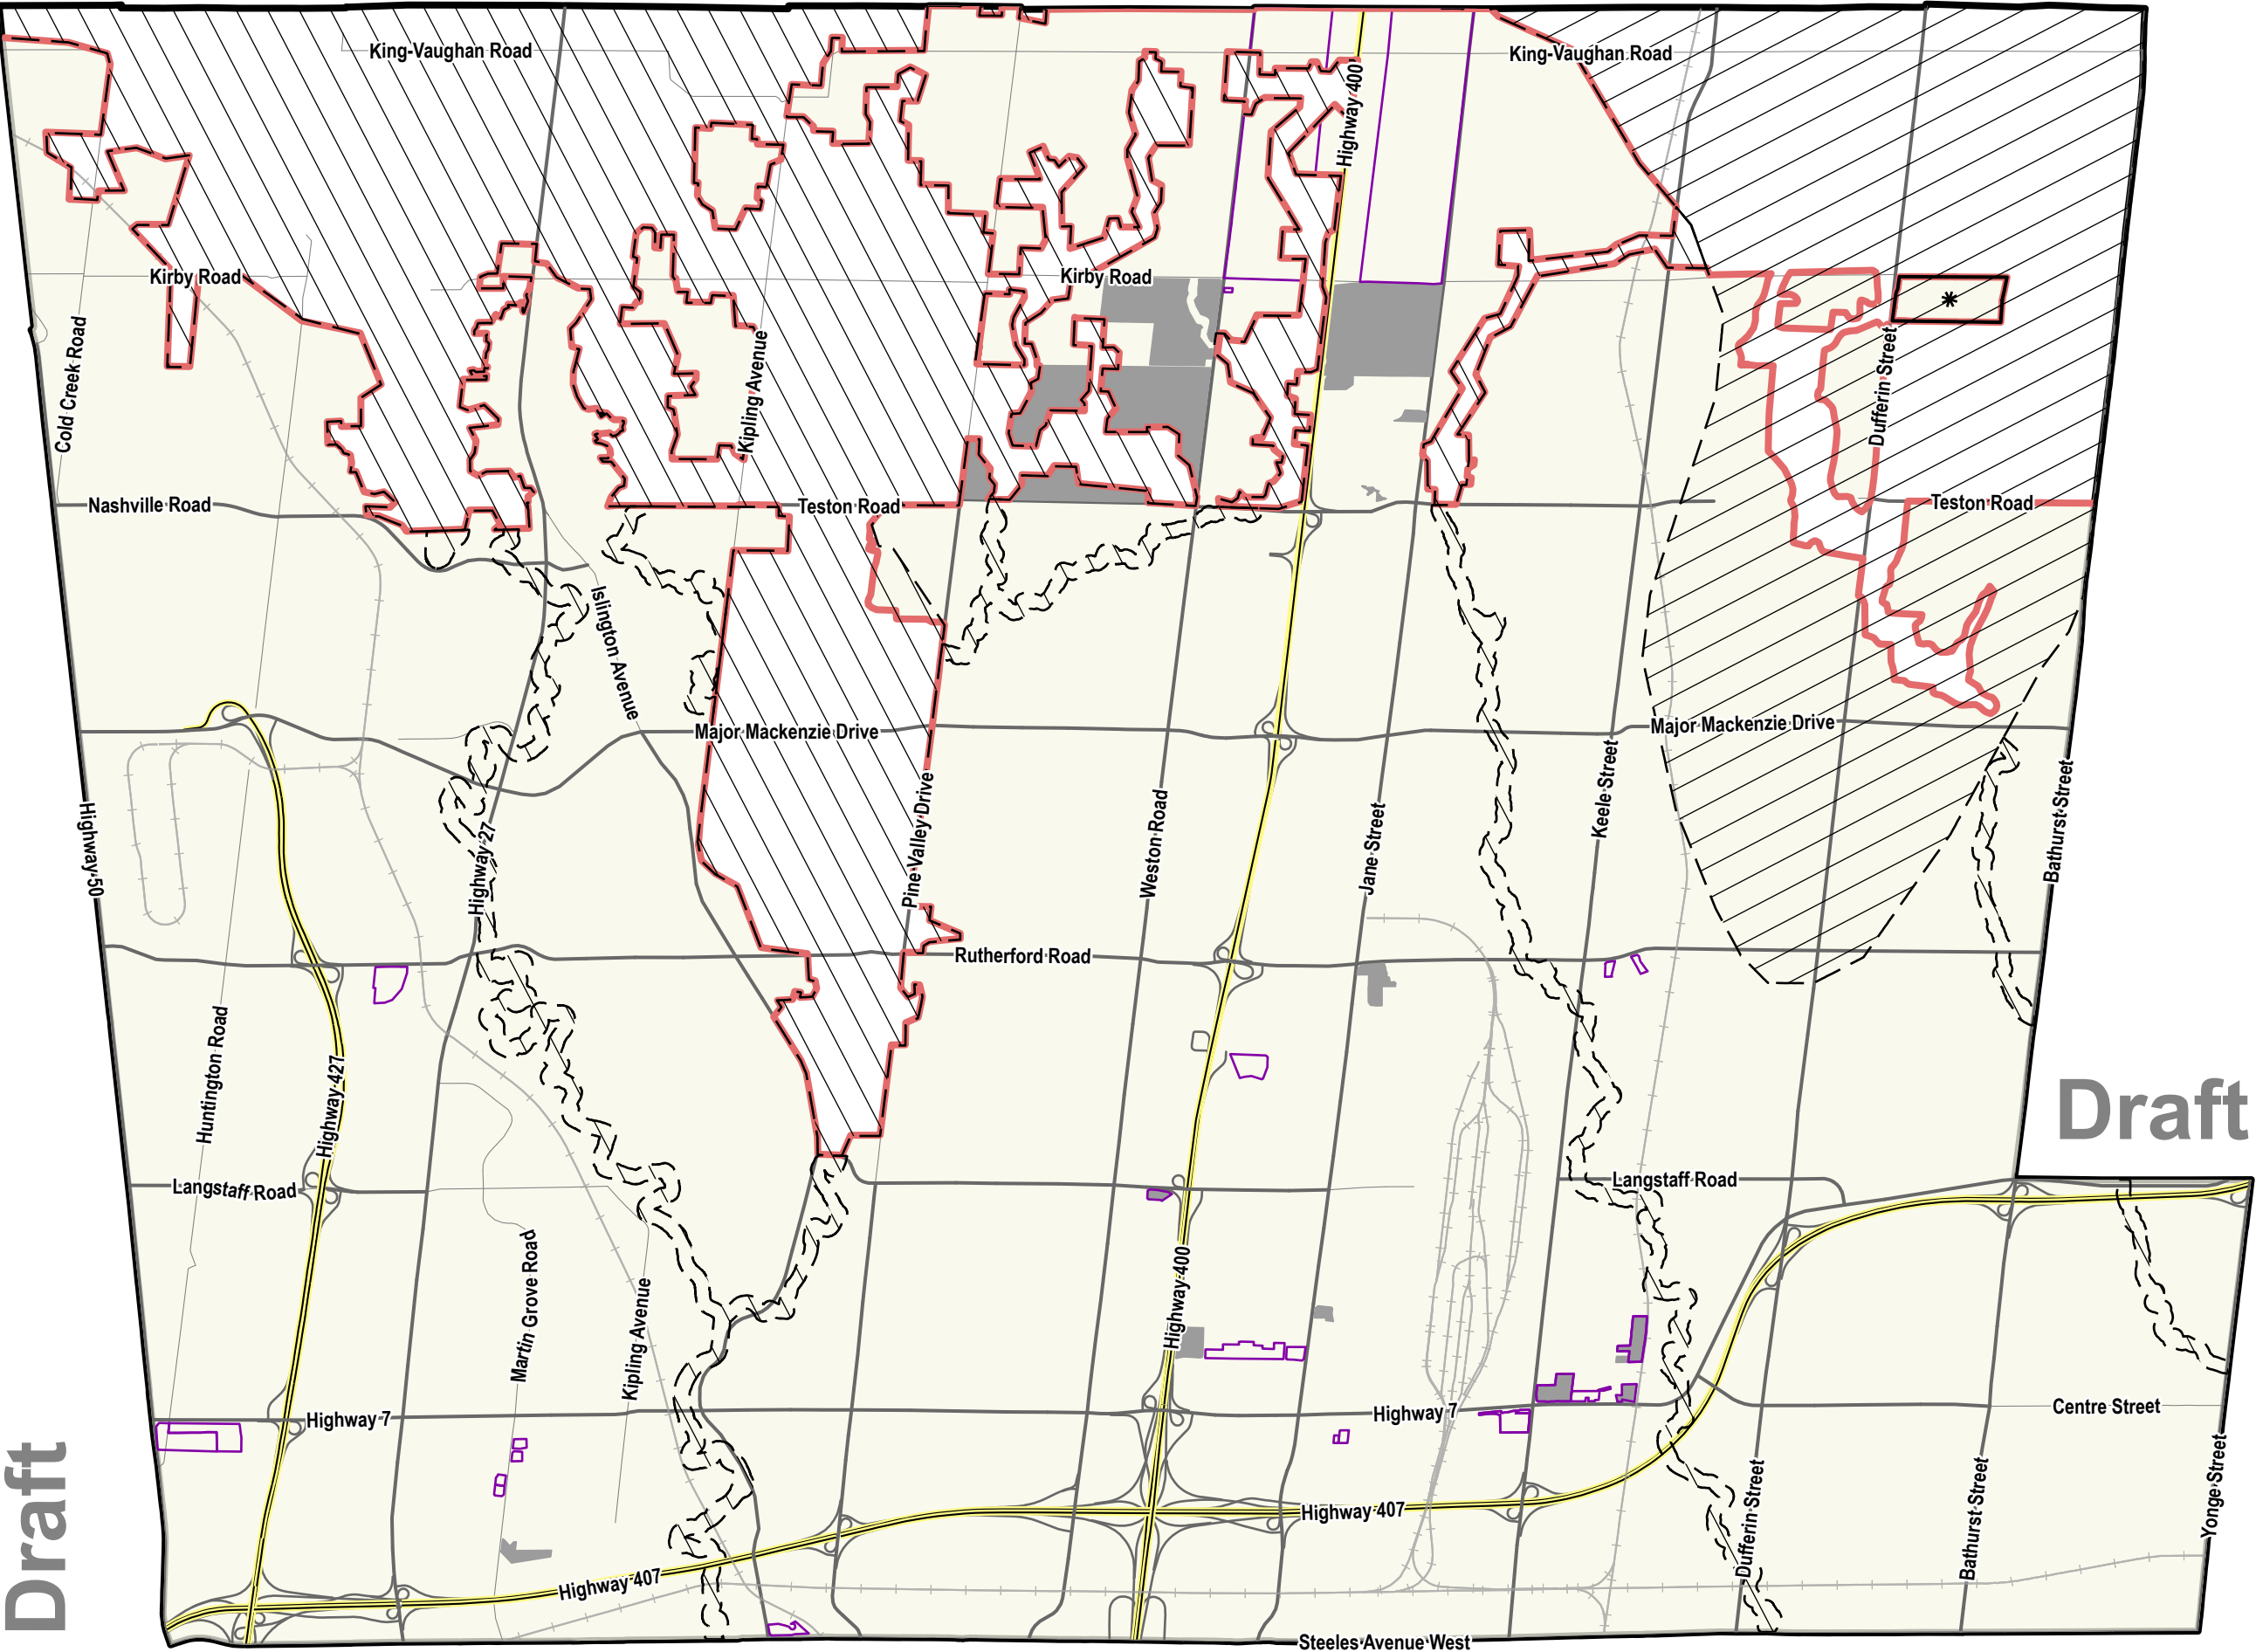 King-Vaughan Road
King-Vaughan Road
Highway 400
Kirby Road
Kirby Road
*
Cold Creek Road
Kipling Avenue
Dufferin Street
Nashville Road
Teston Road
Teston Road
Islington Avenue
Major Mackenzie Drive
Major Mackenzie Drive
Highway 50
Highway 27
Pine Valley Drive
Weston Road
Jane Street
Keele Street
Bathurst Street
Rutherford Road
Huntington Road
Highway 427
Draft
Langstaff Road
Langstaff Road
Martin Grove Road
Kipling Avenue
Highway 400
Highway 7
Highway 7
Centre Street
Draft
Highway 407
Highway 407
Dufferin Street
Bathurst Street
Yonge Street
Steeles Avenue West